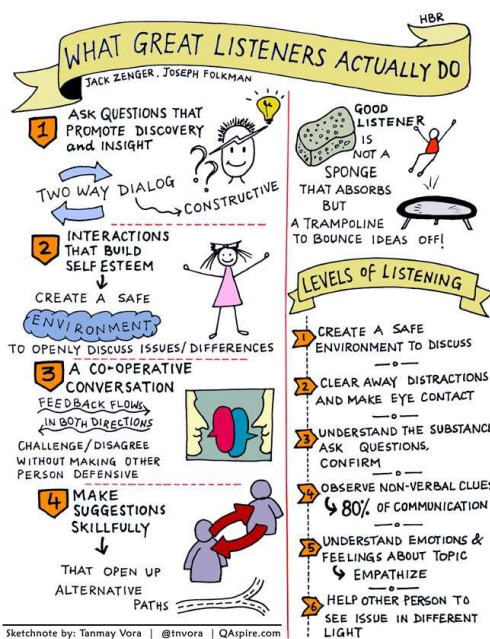 HBR
WHAT GREAT LISTENERS ACTUALLY DO
JACK ZENGER, JOSEPH FOLKMAN
1
ASK QUESTIONS THAT
PROMOTE DISCOVERY
and INSIGHT
??
TWO WAY DIALOG
CONSTRUCTIVE
2
INTERACTIONS
THAT BUILD
SELF ESTEEM
CREATE A SAFE
ENVIRONMENT
TO OPENLY DISCUSS ISSUES/DIFFERENCES
3
A CO-OPERATIVE
CONVERSATION
FEEDBACK FLOWS
IN BOTH DIRECTIONS
CHALLENGE/DISAGREE
WITHOUT MAKING OTHER
PERSON DEFENSIVE
4
MAKE
SUGGESTIONS
SKILLFULLY
THAT OPEN UP
ALTERNATIVE
PATHS
GOOD
LISTENER
IS
NOT A
SPONGE
THAT ABSORBS
BUT
A TRAMPOLINE
TO BOUNCE IDEAS OFF!
LEVELS of LISTENING
1
CREATE A SAFE
ENVIRONMENT TO DISCUSS
2
CLEAR AWAY DISTRACTIONS
AND MAKE EYE CONTACT
3
UNDERSTAND THE SUBSTANCE
ASK QUESTIONS,
CONFIRM
4
OBSERVE NON-VERBAL CLUES
80% OF COMMUNICATION
5
UNDERSTAND EMOTIONS &
FEELINGS ABOUT TOPIC
EMPATHIZE
6
HELP OTHER PERSON TO
SEE ISSUE IN DIFFERENT
LIGHT
Sketchnote by: Tanmay Vora | @tnvora | QAspire.com